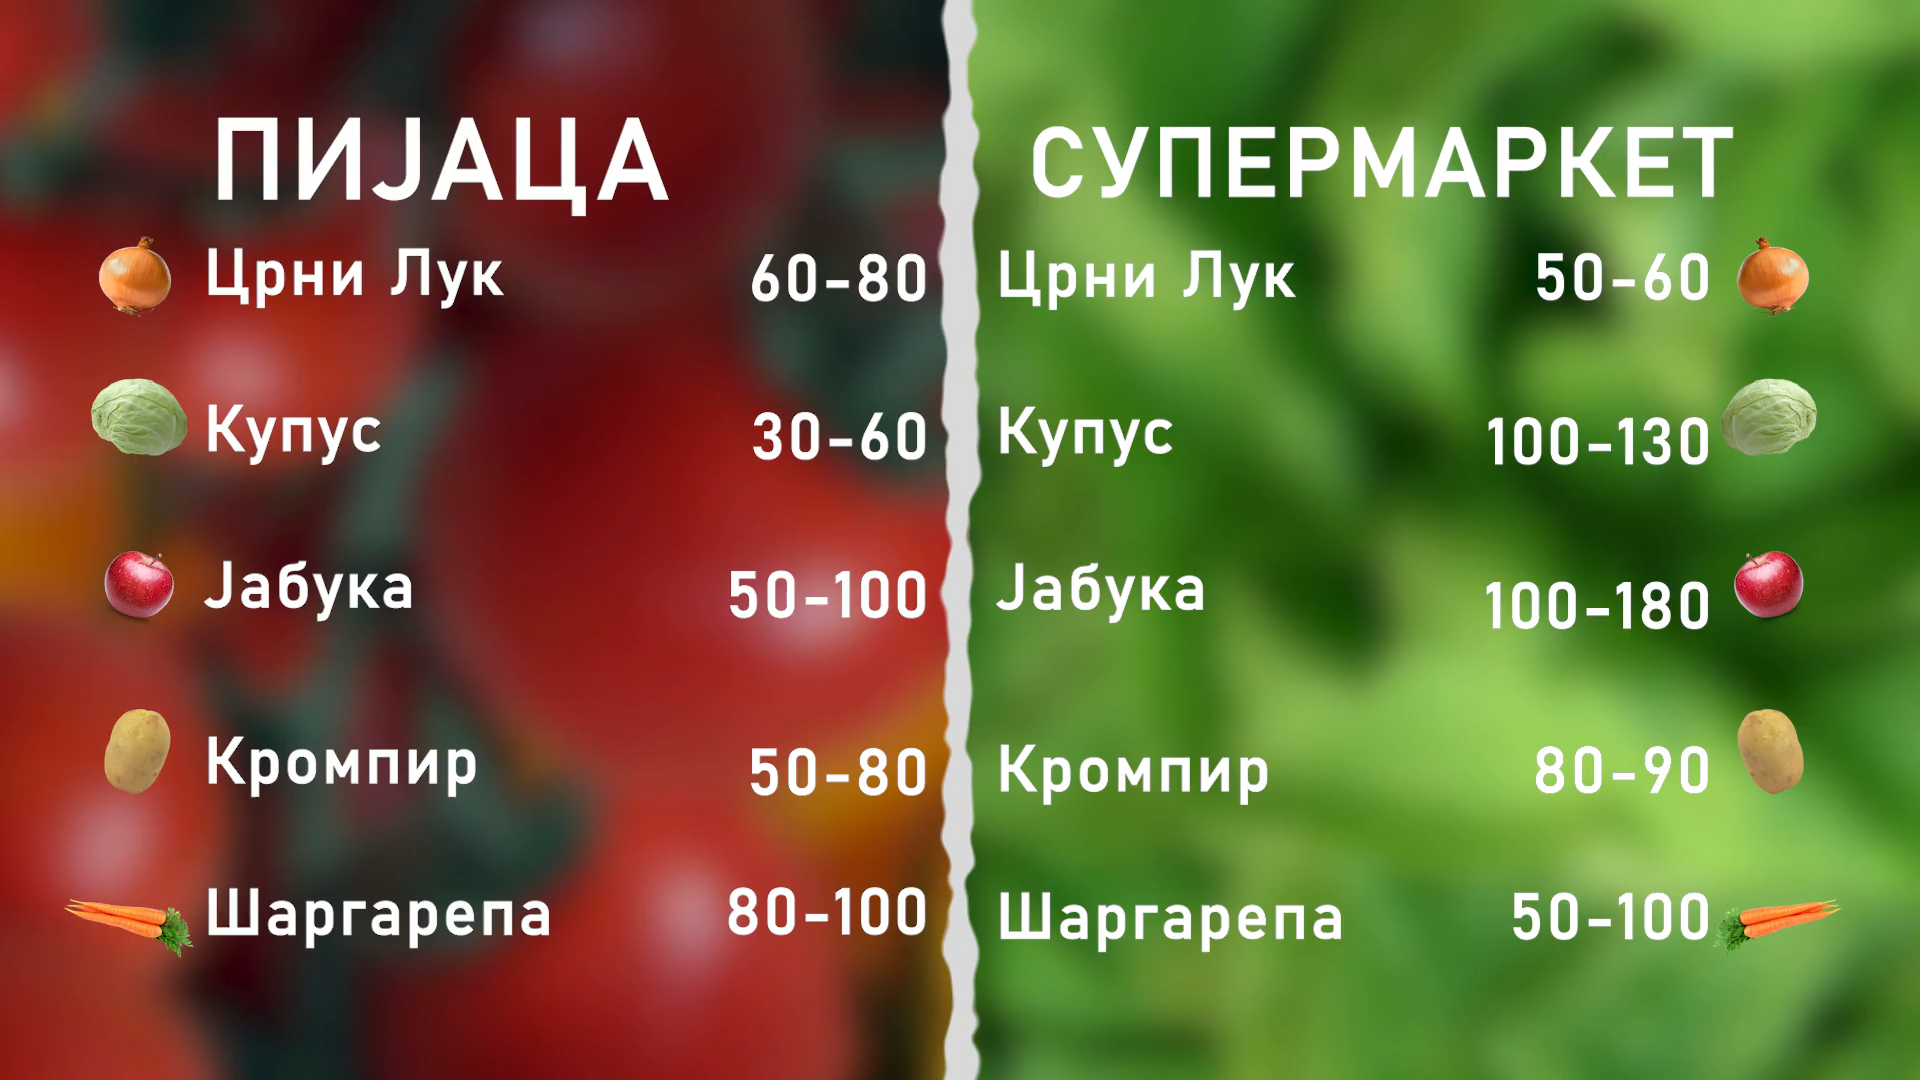 ПИЈАЦА
Црни Лук 60-80
Купус 30-60
Јабука 50-100
Кромпир 50-80
Шаргарепа 80-100
СУПЕРМАРКЕТ
Црни Лук 50-60
Купус 100-130
Јабука 100-180
Кромпир 80-90
Шаргарепа 50-100